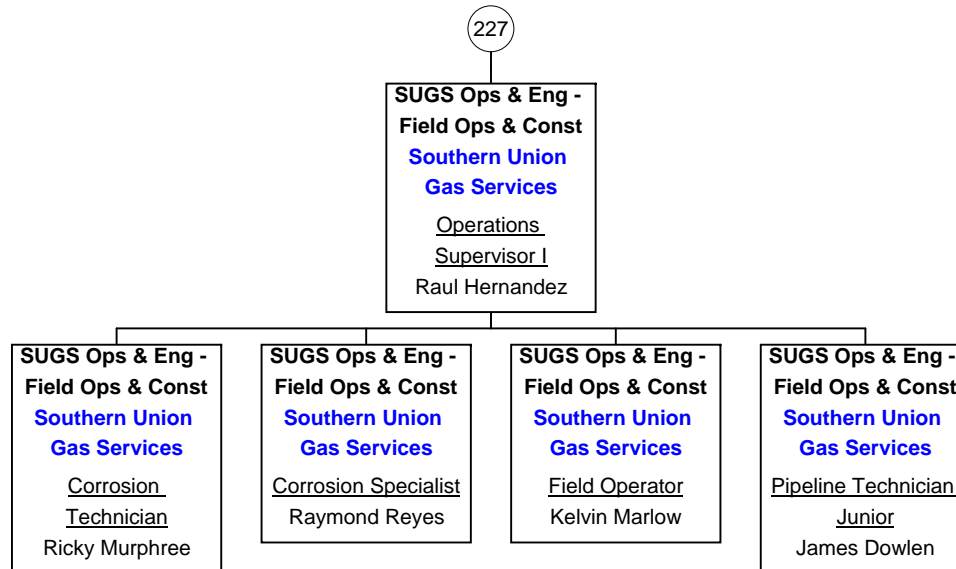 227
SUGS Ops & Eng -
Field Ops & Const
Southern Union
Gas Services
Operations
Supervisor I
Raul Hernandez
SUGS Ops & Eng -
Field Ops & Const
Southern Union
Gas Services
Corrosion
Technician
Ricky Murphree
SUGS Ops & Eng -
Field Ops & Const
Southern Union
Gas Services
Corrosion Specialist
Raymond Reyes
SUGS Ops & Eng -
Field Ops & Const
Southern Union
Gas Services
Field Operator
Kelvin Marlow
SUGS Ops & Eng -
Field Ops & Const
Southern Union
Gas Services
Pipeline Technician
Junior
James Dowlen